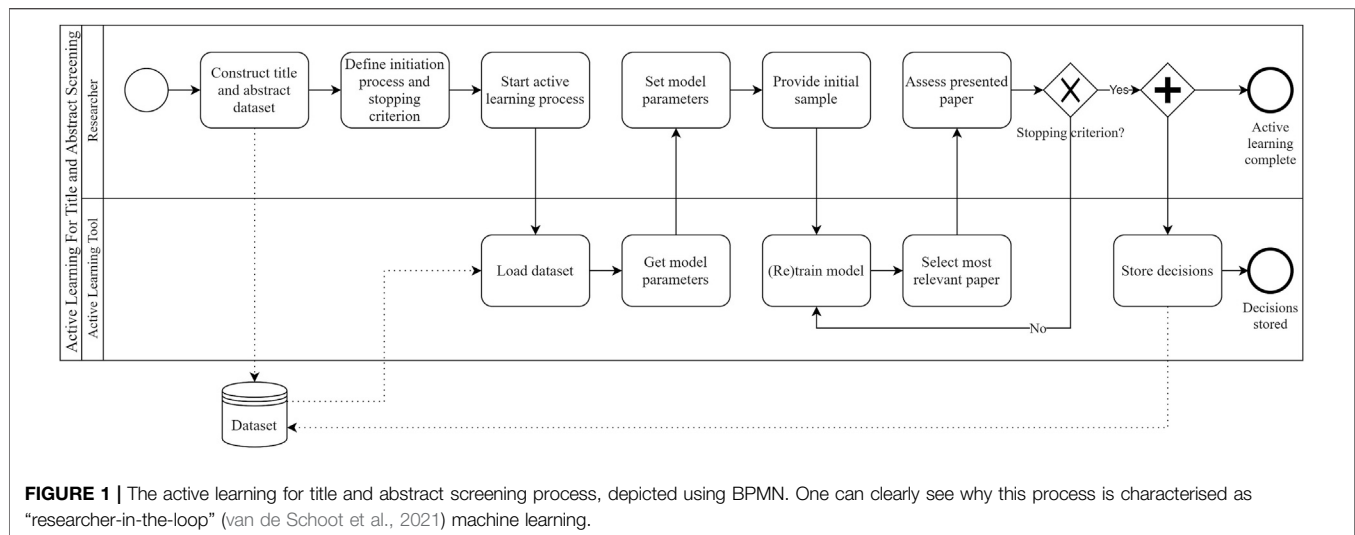 Active Learning For Title and Abstract Screening
Researcher
Construct title
and abstract
dataset
Define initiation
process and
stopping
criterion
Start active
learning process
Set model
parameters
Provide initial
sample
Assess presented
paper
Stopping criterion?
Yes
Active
learning
complete
Active Learning Tool
Load dataset
Get model
parameters
(Re)train model
Select most
relevant paper
No
Store decisions
Decisions
stored
Dataset
FIGURE 1 | The active learning for title and abstract screening process, depicted using BPMN. One can clearly see why this process is characterised as
“researcher-in-the-loop” (van de Schoot et al., 2021) machine learning.